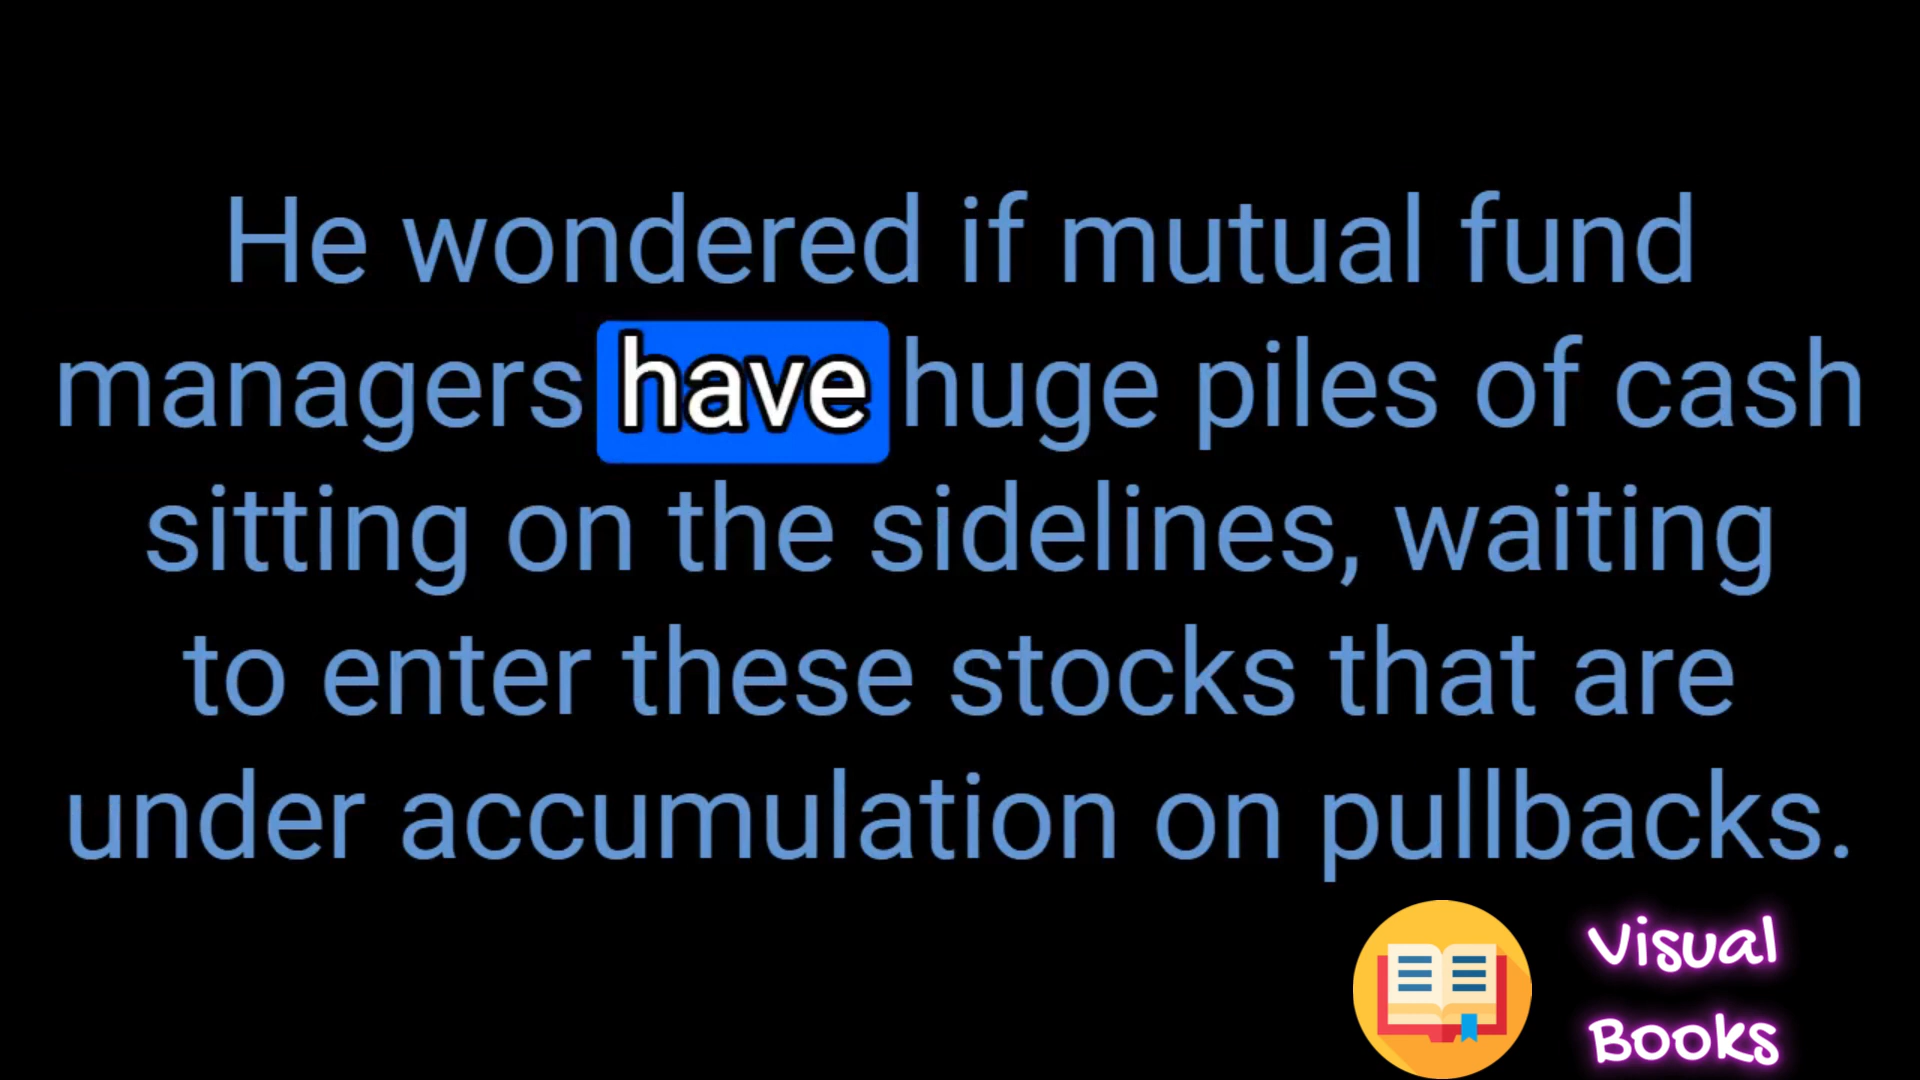 He wondered if mutual fund
managers have huge piles of cash
sitting on the sidelines, waiting
to enter these stocks that are
under accumulation on pullbacks.
Visual
Books